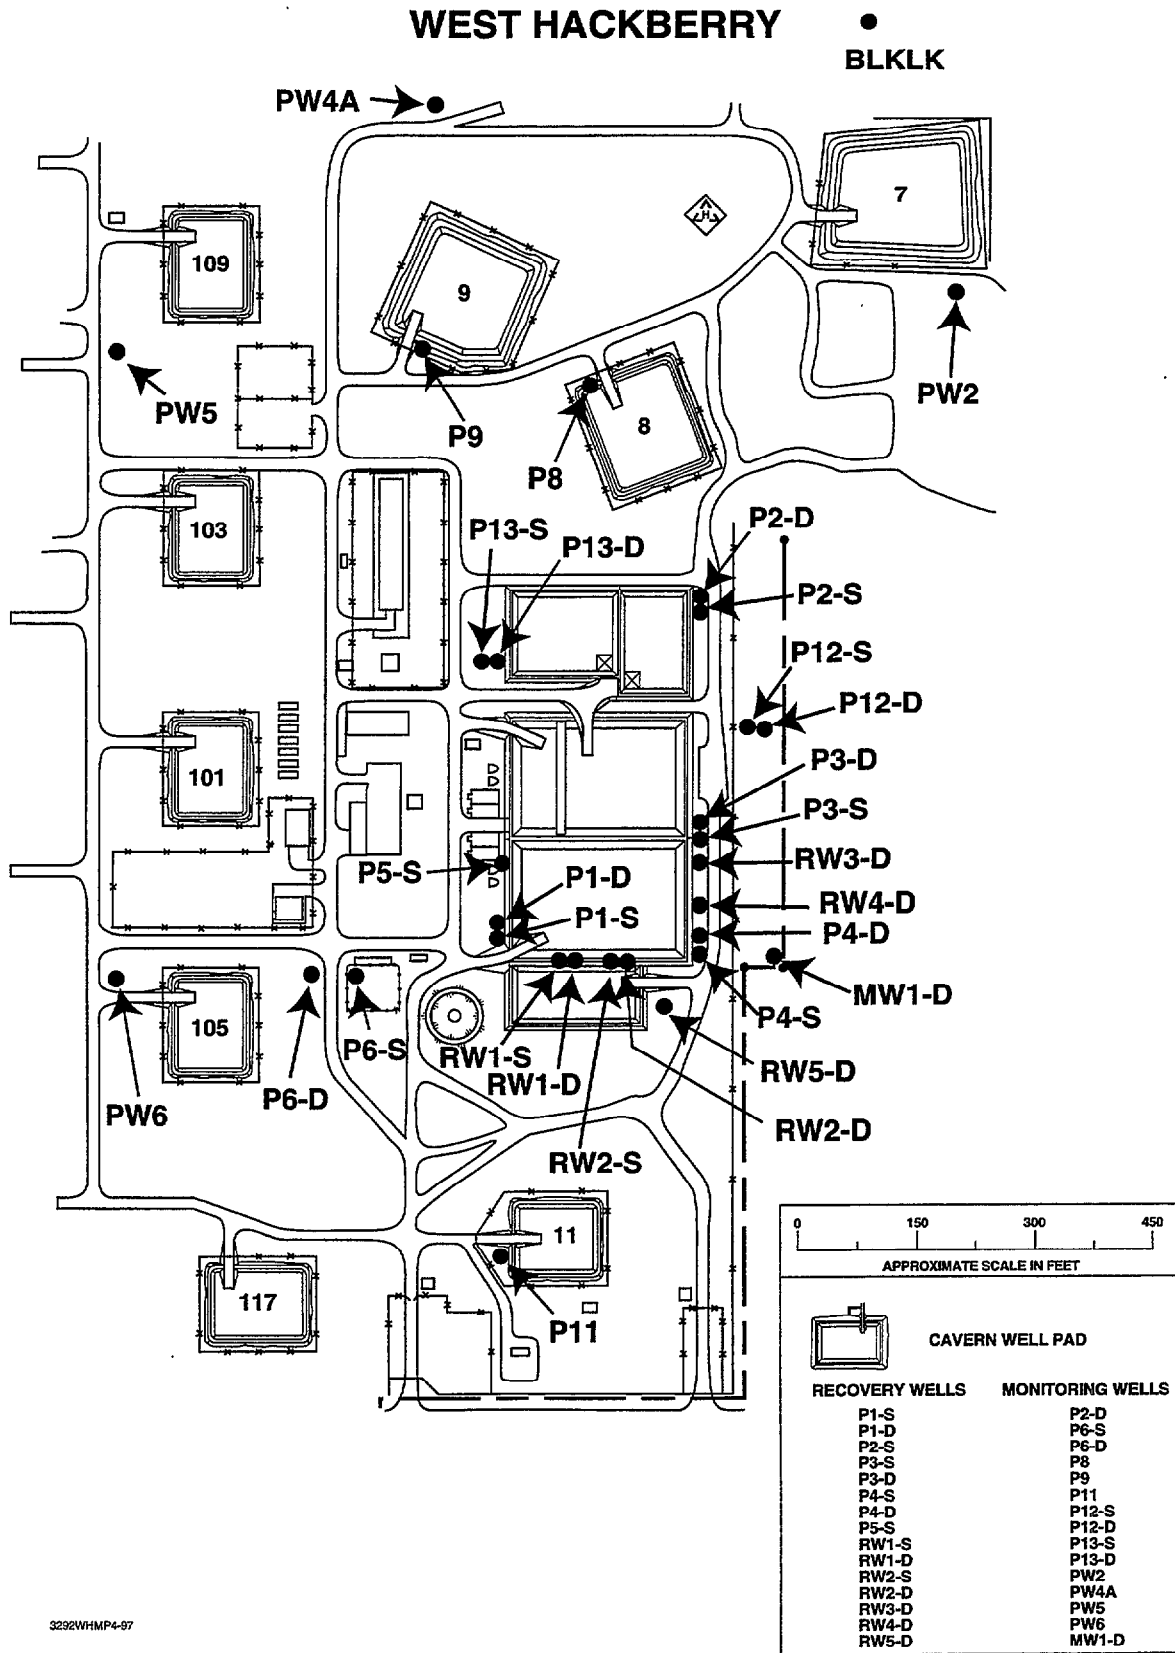 WEST HACKBERRY
BLKLK
PW4A
7
109
9
H
PW5
PW2
P9
8
P8
103
P13-S
P13-D
P2-D
P2-S
P12-S
P12-D
101
P3-D
P3-S
P5-S
P1-D
RW3-D
P1-S
RW4-D
P4-D
MW1-D
P4-S
105
P6-S
RW1-S
RW1-D
RW5-D
PW6
P6-D
RW2-D
RW2-S
11
117
P11
0 150 300 450
APPROXIMATE SCALE IN FEET
CAVERN WELL PAD
RECOVERY WELLS MONITORING WELLS
P1-S P2-D
P1-D P6-S
P2-S P6-D
P3-S P8
P3-D P9
P4-S P11
P4-D P12-S
P5-S P12-D
RW1-S P13-S
RW1-D P13-D
RW2-S PW2
RW2-D PW4A
RW3-D PW5
RW4-D PW6
RW5-D MW1-D
3292WHMP4-97